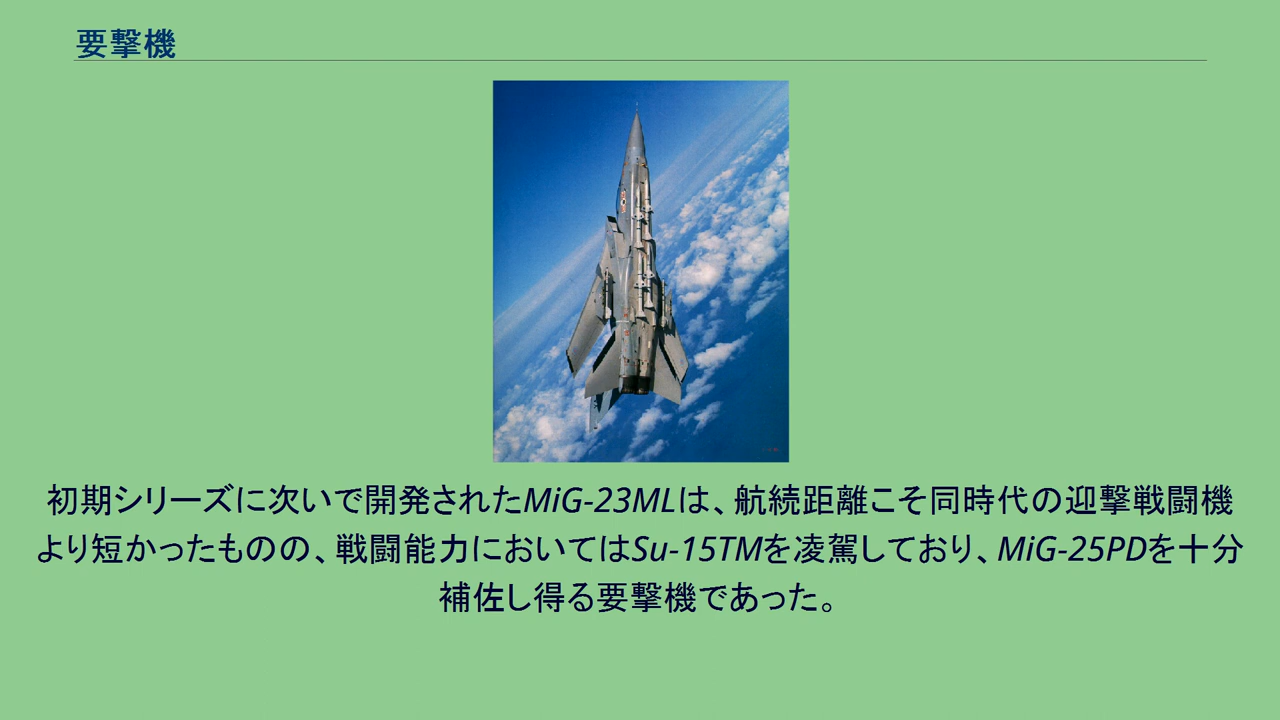 要撃機
初期シリーズに次いで開発されたMiG-23MLは、航続距離こそ同時代の迎撃戦闘機
より短かったものの、戦闘能力においてはSu-15TMを凌駕しており、MiG-25PDを十分
補佐し得る要撃機であった。